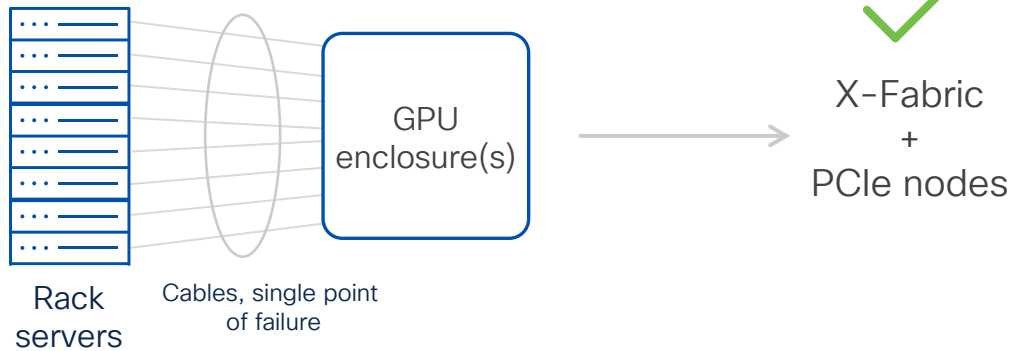 GPU
enclosure(s)
X-Fabric
+
PCIe nodes
Rack
servers
Cables, single point
of failure